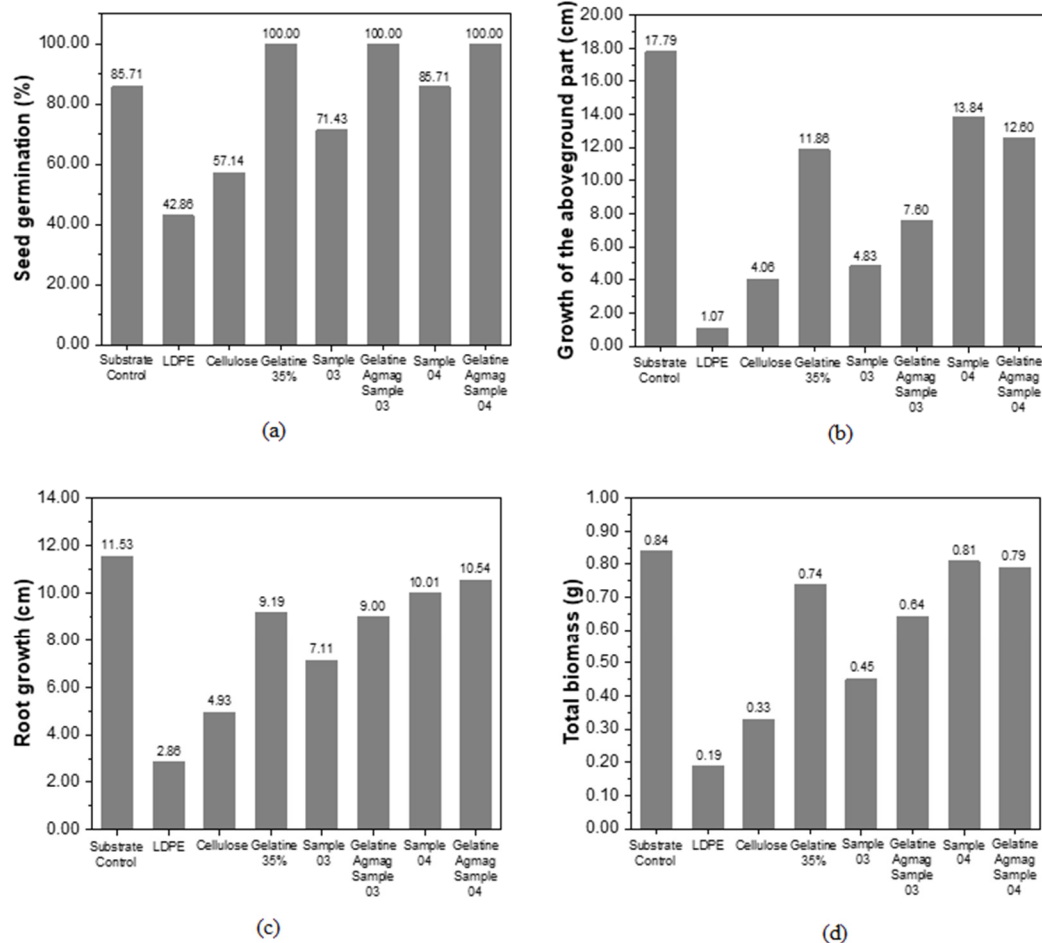 Seed germination (%)
100.00
80.00
60.00
40.00
20.00
0.00
85.71
42.86
57.14
100.00
71.43
100.00
85.71
100.00
Substrate
Control
LDPE
Cellulose
Gelatine
35%
Sample
03
Gelatine
Agmag
Sample
03
Sample
04
Gelatine
Agmag
Sample
04
(a)
Growth of the aboveground part (cm)
20.00
18.00
16.00
14.00
12.00
10.00
8.00
6.00
4.00
2.00
0.00
17.79
1.07
4.06
11.86
4.83
7.60
13.84
12.60
Substrate
Control
LDPE
Cellulose
Gelatine
35%
Sample
03
Gelatine
Agmag
Sample
03
Sample
04
Gelatine
Agmag
Sample
04
(b)
Root growth (cm)
14.00
12.00
10.00
8.00
6.00
4.00
2.00
0.00
11.53
2.86
4.93
9.19
7.11
9.00
10.01
10.54
Substrate
Control
LDPE
Cellulose
Gelatine
35%
Sample
03
Gelatine
Agmag
Sample
03
Sample
04
Gelatine
Agmag
Sample
04
(c)
Total biomass (g)
1.00
0.90
0.80
0.70
0.60
0.50
0.40
0.30
0.20
0.10
0.00
0.84
0.19
0.33
0.74
0.45
0.64
0.81
0.79
Substrate
Control
LDPE
Cellulose
Gelatine
35%
Sample
03
Gelatine
Agmag
Sample
03
Sample
04
Gelatine
Agmag
Sample
04
(d)